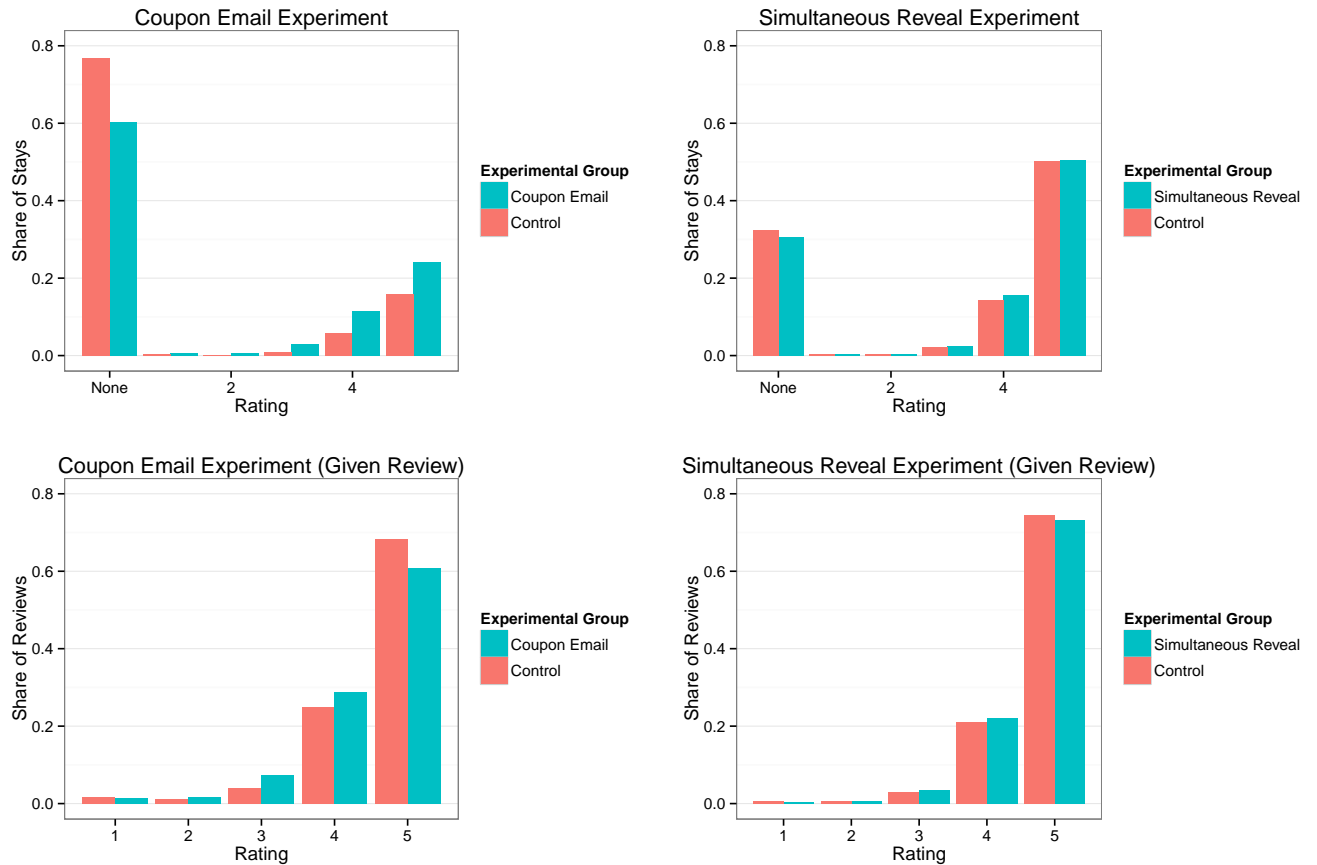 Coupon Email Experiment
0.8
0.6
0.4
0.2
0.0
Share of Stays
None
2
4
Rating
Experimental Group
Coupon Email
Control
Simultaneous Reveal Experiment
0.8
0.6
0.4
0.2
0.0
Share of Stays
None
2
4
Rating
Experimental Group
Simultaneous Reveal
Control
Coupon Email Experiment (Given Review)
0.8
0.6
0.4
0.2
0.0
Share of Reviews
1
2
3
4
5
Rating
Experimental Group
Coupon Email
Control
Simultaneous Reveal Experiment (Given Review)
0.8
0.6
0.4
0.2
0.0
Share of Reviews
1
2
3
4
5
Rating
Experimental Group
Simultaneous Reveal
Control